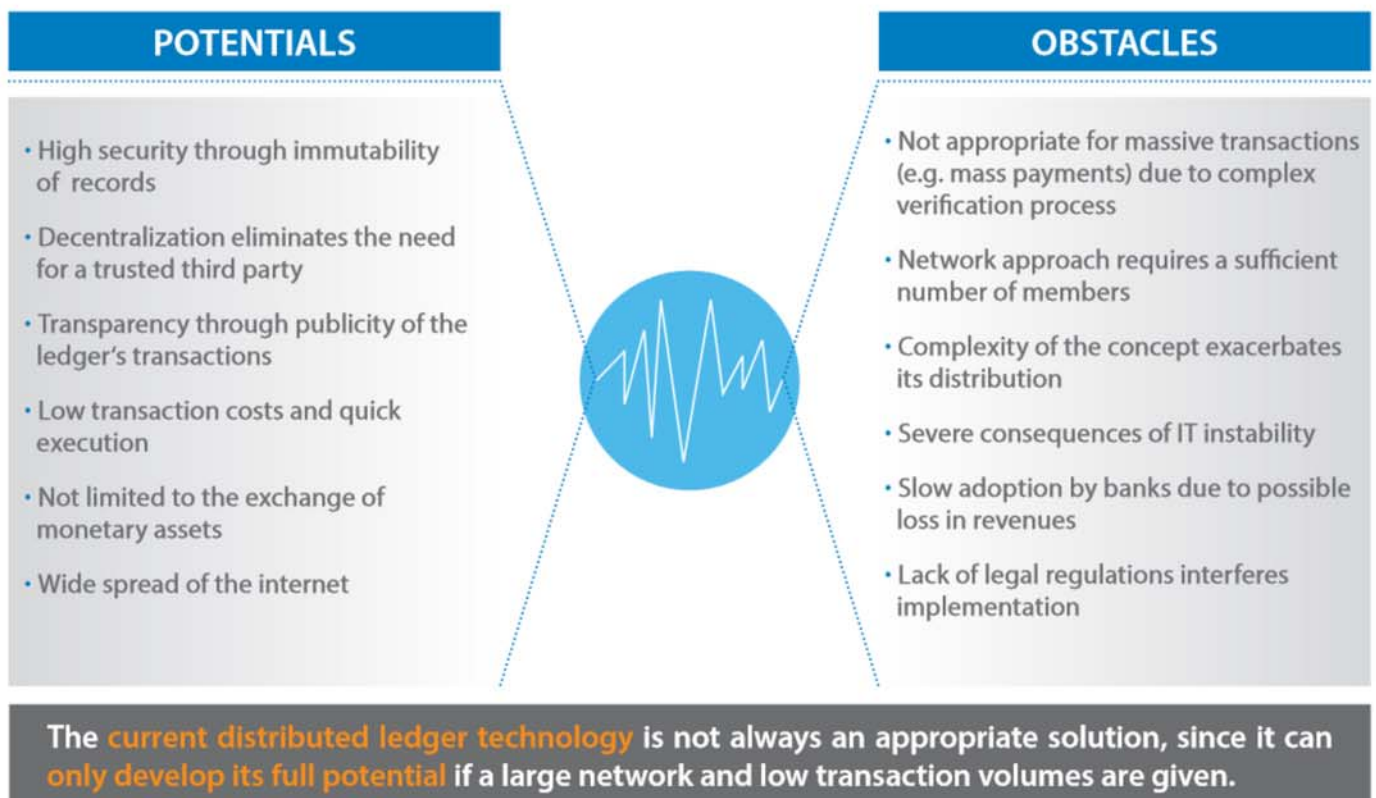 POTENTIALS
• High security through immutability
of records
• Decentralization eliminates the need
for a trusted third party
• Transparency through publicity of the
ledger's transactions
• Low transaction costs and quick
execution
• Not limited to the exchange of
monetary assets
• Wide spread of the internet
OBSTACLES
• Not appropriate for massive transactions
(e.g. mass payments) due to complex
verification process
• Network approach requires a sufficient
number of members
• Complexity of the concept exacerbates
its distribution
• Severe consequences of IT instability
• Slow adoption by banks due to possible
loss in revenues
• Lack of legal regulations interferes
implementation
The current distributed ledger technology is not always an appropriate solution, since it can
only develop its full potential if a large network and low transaction volumes are given.